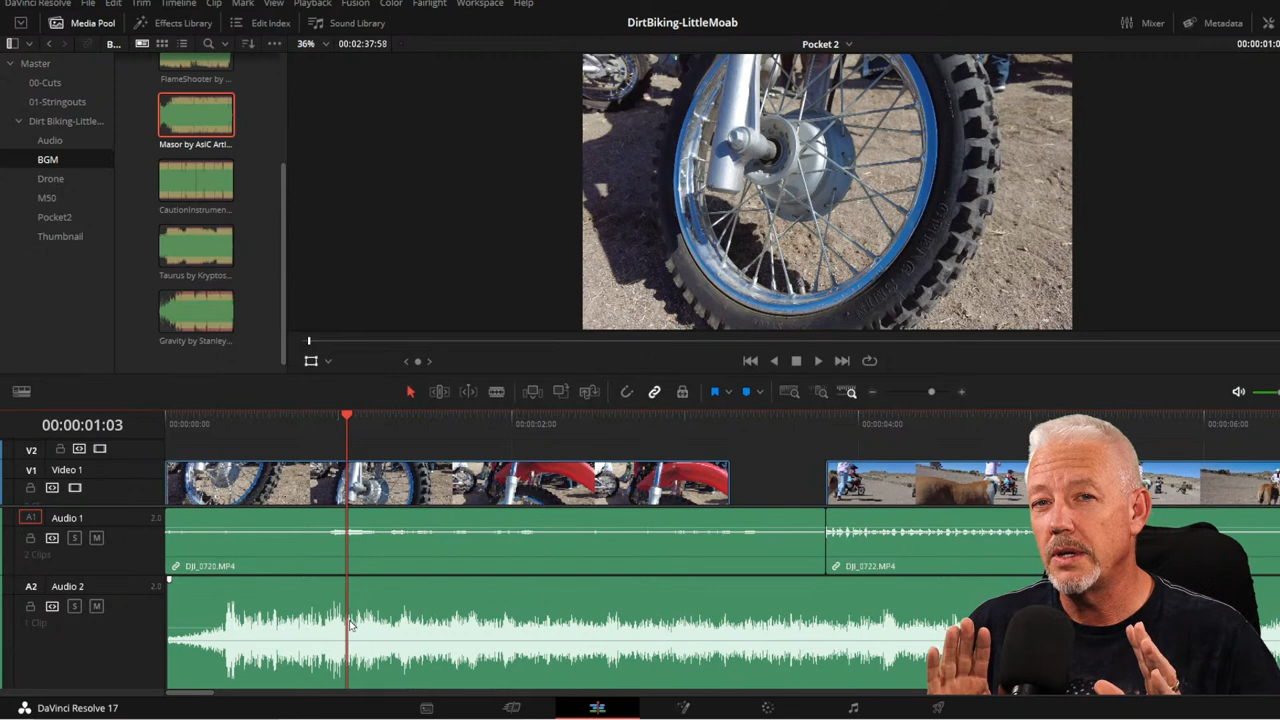 DaVinci Resolve File Edit Trim Timeline Clip Mark View Playback Fusion Color Fairlight Workspace Help
Media Pool Effects Library Edit Index Sound Library DirtBiking-LittleMoab Mixer Metadata
B... 36% 00:02:37:58 Pocket 2 00:00:01:0
Master
00-Cuts
01-Stringouts
Dirt Biking-Little...
Audio
BGM
Drone
M50
Pocket2
Thumbnail
FlameShooter by ...
Masor by AsiC Arti...
CautionInstrumen...
Taurus by Kryptos...
Gravity by Stanley...
00:00:01:03
00:00:00:00 00:00:02:00 00:00:04:00 00:00:06:00
V2
V1 Video 1
A1 Audio 1 2.0
S M
2 Clips
DJI_0720.MP4 DJI_0722.MP4
A2 Audio 2 2.0
S M
1 Clip
DaVinci Resolve 17